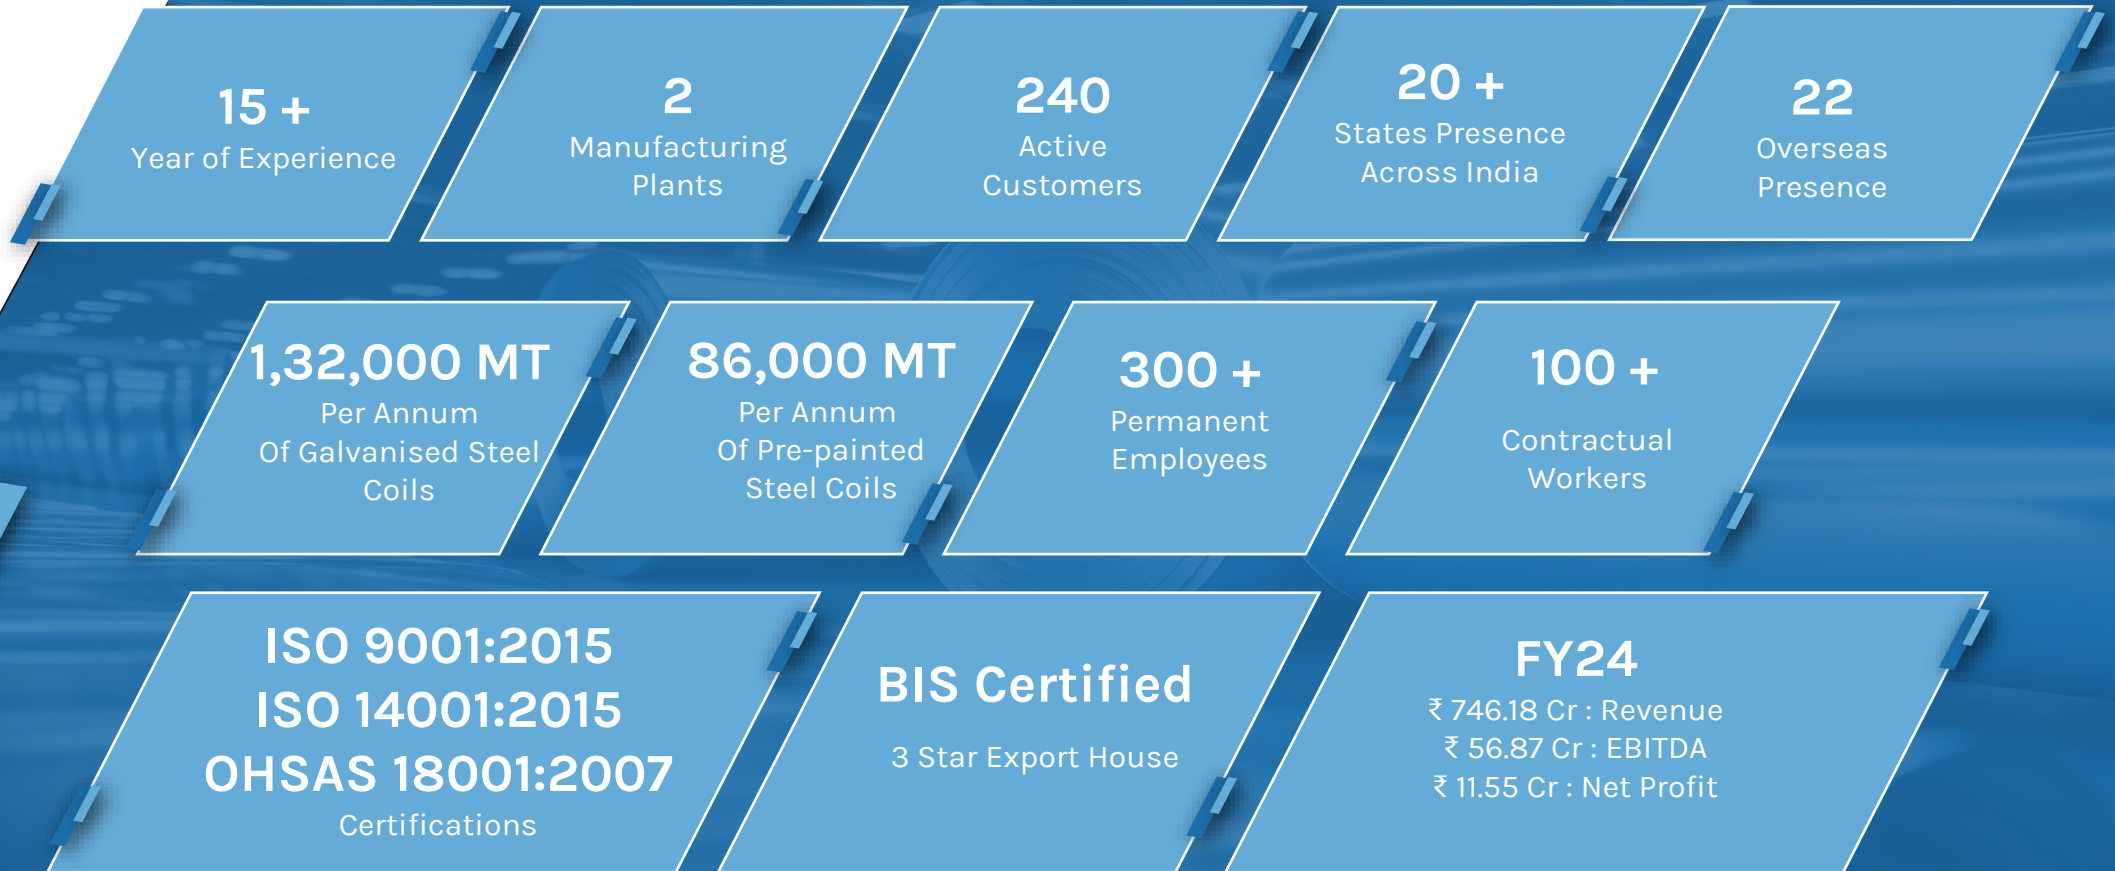 15 +
Year of Experience
2
Manufacturing
Plants
240
Active
Customers
20 +
States Presence
Across India
22
Overseas
Presence
1,32,000 MT
Per Annum
Of Galvanised Steel
Coils
86,000 MT
Per Annum
Of Pre-painted
Steel Coils
300 +
Permanent
Employees
100 +
Contractual
Workers
ISO 9001:2015
ISO 14001:2015
OHSAS 18001:2007
Certifications
BIS Certified
3 Star Export House
FY24
₹ 746.18 Cr : Revenue
₹ 56.87 Cr : EBITDA
₹ 11.55 Cr : Net Profit